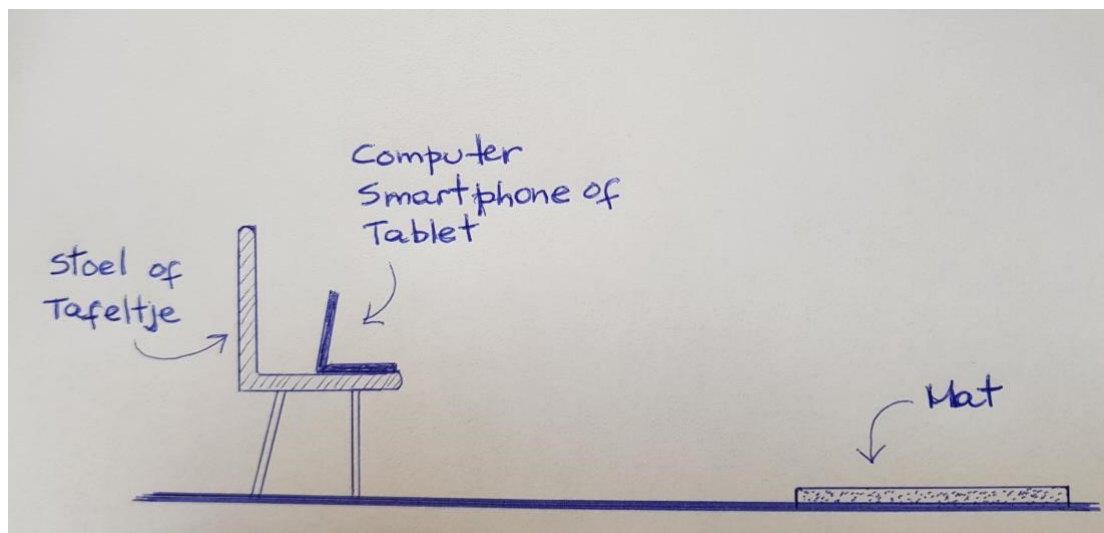 Computer
Smartphone of
Tablet
Stoel of
Tafeltje
Mat